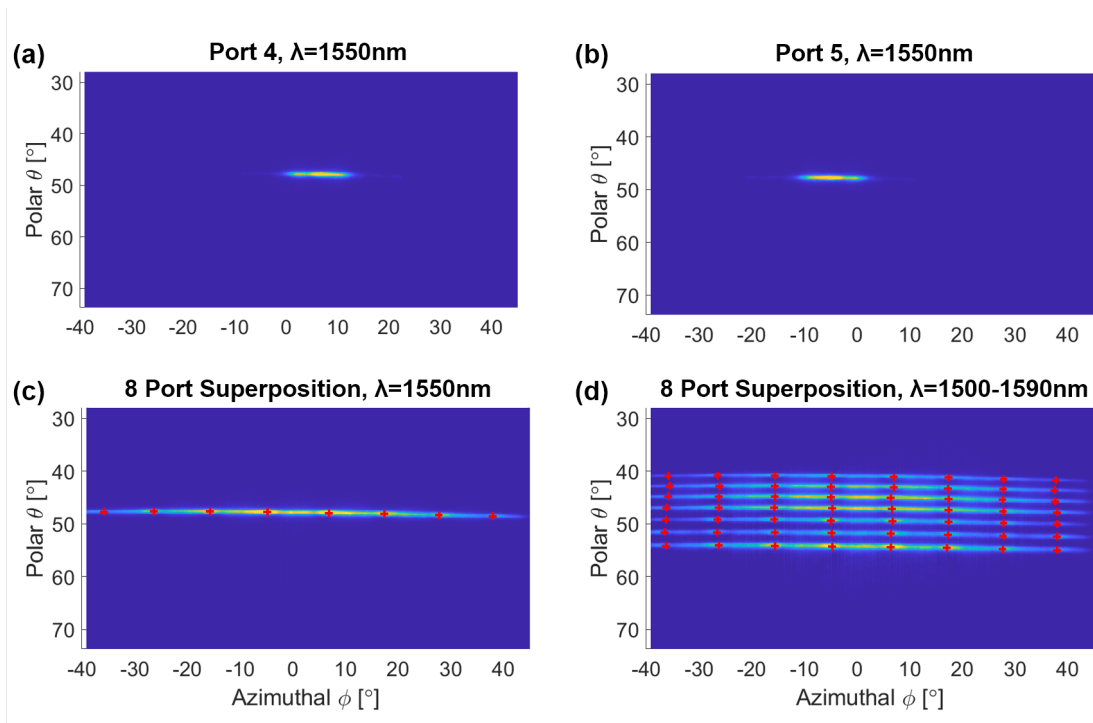 (a) Port 4, λ=1550nm
30
40
50
60
70
Polar θ [°]
-40 -30 -20 -10 0 10 20 30 40
(b) Port 5, λ=1550nm
30
40
50
60
70
Polar θ [°]
-40 -30 -20 -10 0 10 20 30 40
(c) 8 Port Superposition, λ=1550nm
30
40
50
60
70
Polar θ [°]
-40 -30 -20 -10 0 10 20 30 40
Azimuthal ϕ [°]
(d) 8 Port Superposition, λ=1500-1590nm
30
40
50
60
70
Polar θ [°]
-40 -30 -20 -10 0 10 20 30 40
Azimuthal ϕ [°]